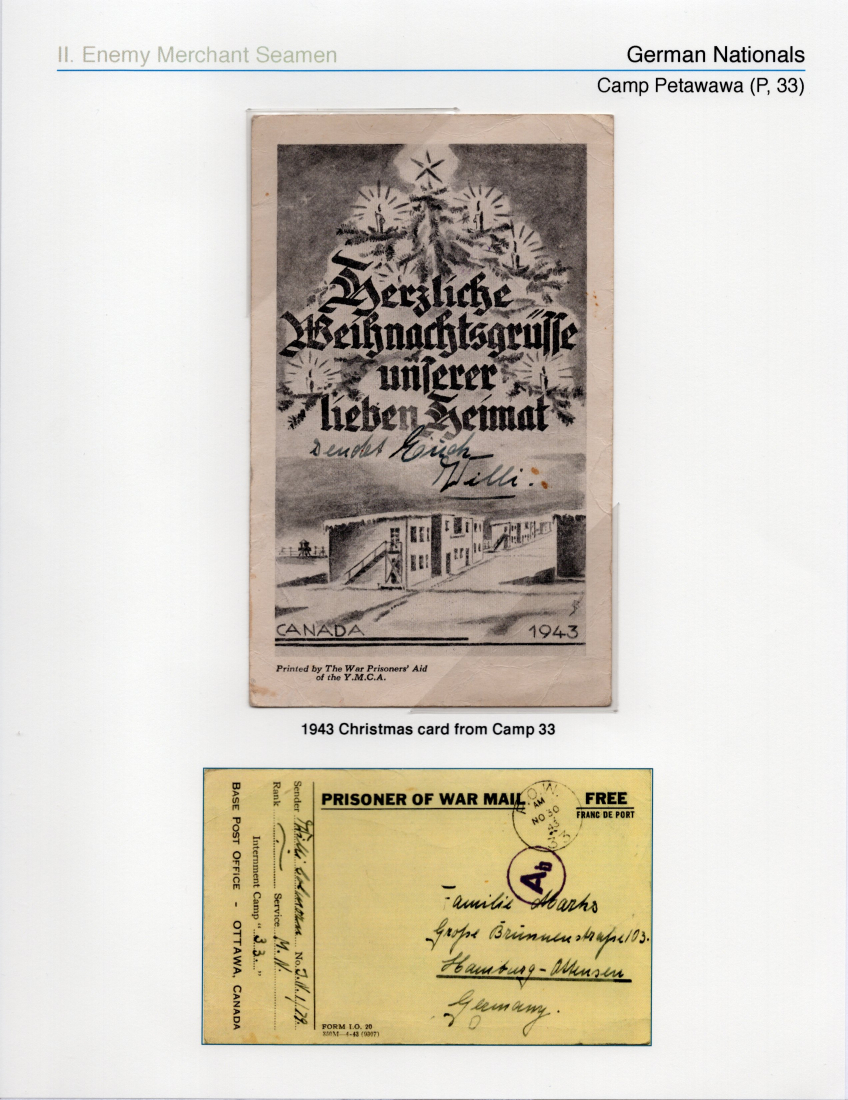 II. Enemy Merchant Seamen
German Nationals
Camp Petawawa (P, 33)
Herzliche
Weihnachtsgrüsse
unserer
lieben Heimat
sendet Euch
Willi.
CANADA
1943
Printed by The War Prisoners' Aid
of the Y.M.C.A.
1943 Christmas card from Camp 33
PRISONER OF WAR MAIL
FREE
FRANC DE PORT
P.O.W.
AM
NO 30
Ab
Familie Marks
Große Brunnenstraße 103.
Hamburg-Ottensen
Germany.
Sender Willi No.
Rank Service M.N.
Internment Camp "33"
BASE POST OFFICE - OTTAWA, CANADA
FORM I.O. 20